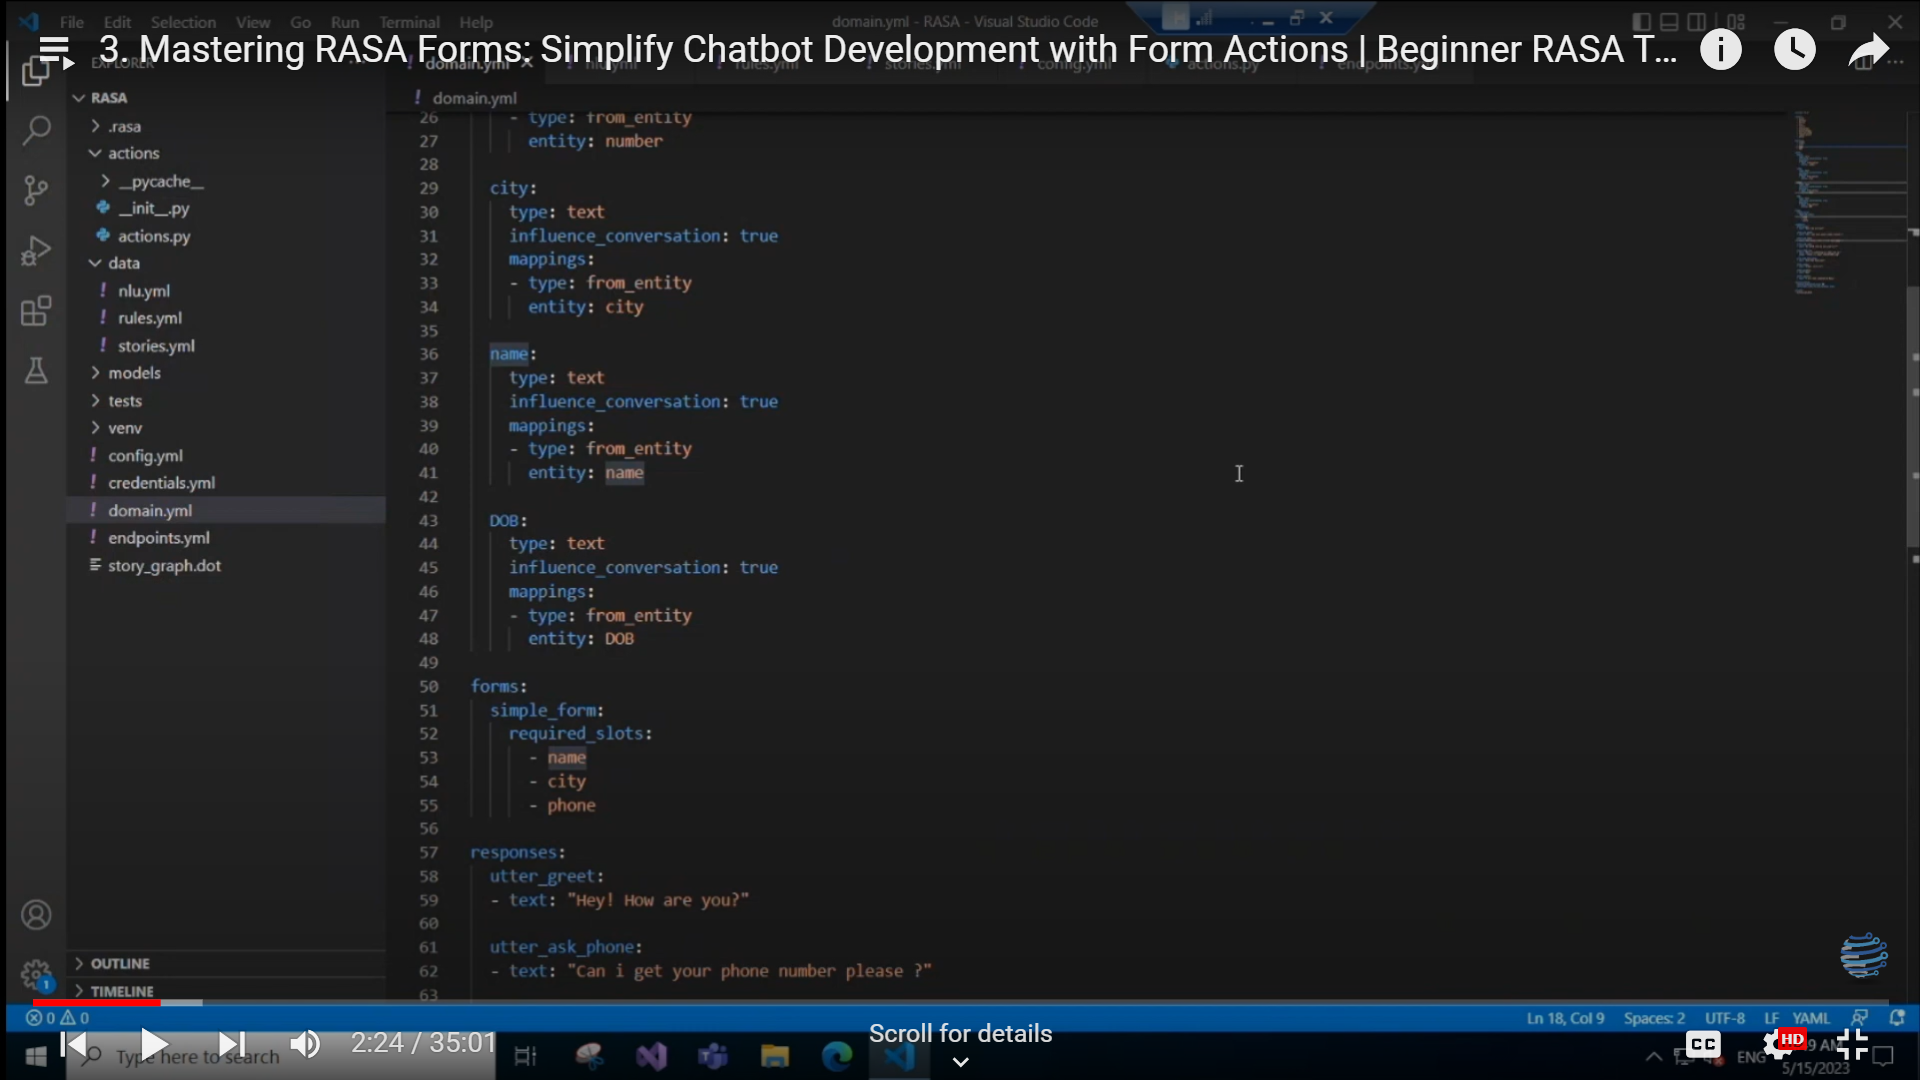 File Edit Selection View Go Run Terminal Help
domain.yml - RASA - Visual Studio Code
3. Mastering RASA Forms: Simplify Chatbot Development with Form Actions | Beginner RASA T...
EXPLORER
domain.yml
nlu.yml
rules.yml
stories.yml
config.yml
actions.py
RASA
.rasa
actions
__pycache__
__init__.py
actions.py
data
nlu.yml
rules.yml
stories.yml
models
tests
venv
config.yml
credentials.yml
domain.yml
endpoints.yml
story_graph.dot
OUTLINE
TIMELINE
! domain.yml
26 - type: from_entity
27 entity: number
28
29 city:
30 type: text
31 influence_conversation: true
32 mappings:
33 - type: from_entity
34 entity: city
35
36 name:
37 type: text
38 influence_conversation: true
39 mappings:
40 - type: from_entity
41 entity: name
42
43 DOB:
44 type: text
45 influence_conversation: true
46 mappings:
47 - type: from_entity
48 entity: DOB
49
50 forms:
51 simple_form:
52 required_slots:
53 - name
54 - city
55 - phone
56
57 responses:
58 utter_greet:
59 - text: "Hey! How are you?"
60
61 utter_ask_phone:
62 - text: "Can i get your phone number please ?"
63
1
0 0
Ln 18, Col 9 Spaces: 2 UTF-8 LF YAML
Type here to search
2:24 / 35:01
Scroll for details
CC
HD
ENG
5/15/2023